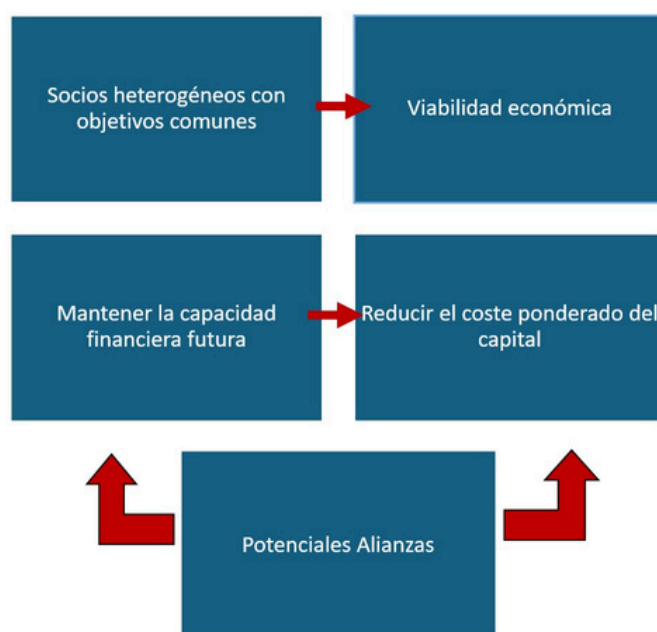 Socios heterogéneos con
objetivos comunes
Viabilidad económica
Mantener la capacidad
financiera futura
Reducir el coste ponderado del
capital
Potenciales Alianzas